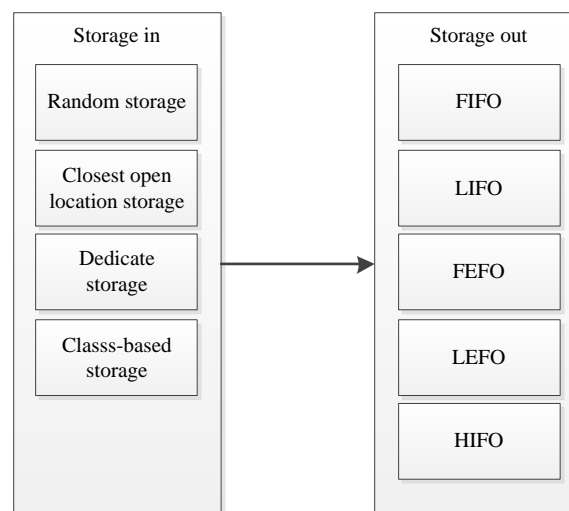 Storage in
Random storage
Closest open
location storage
Dedicate
storage
Classs-based
storage
Storage out
FIFO
LIFO
FEFO
LEFO
HIFO